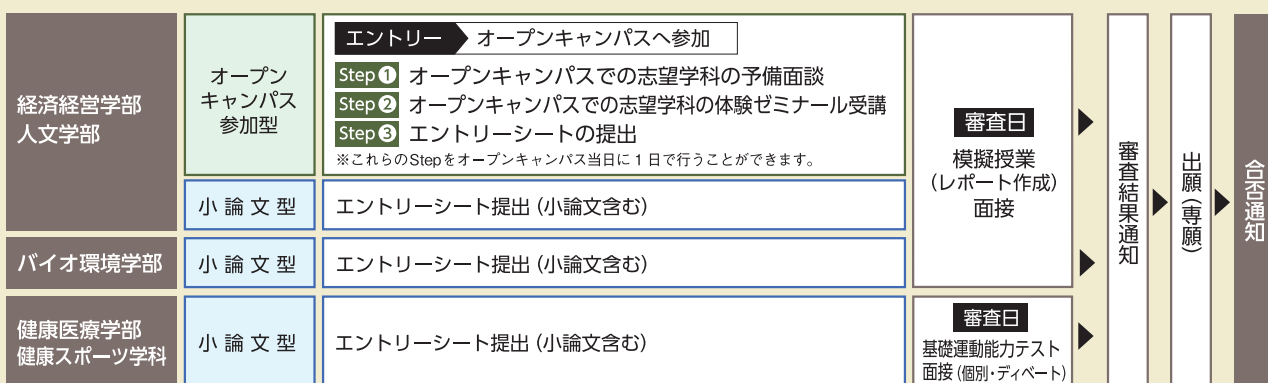 経済経営学部
人文学部
オープン
キャンパス
参加型
エントリー オープンキャンパスへ参加
Step❶ オープンキャンパスでの志望学科の予備面談
Step❷ オープンキャンパスでの志望学科の体験ゼミナール受講
Step❸ エントリーシートの提出
※これらのStepをオープンキャンパス当日に1日で行うことができます。
小論文型
エントリーシート提出(小論文含む)
バイオ環境学部
小論文型
エントリーシート提出(小論文含む)
審査日
模擬授業
(レポート作成)
面接
健康医療学部
健康スポーツ学科
小論文型
エントリーシート提出(小論文含む)
審査日
基礎運動能力テスト
面接(個別・ディベート)
審査結果通知
出願(専願)
合否通知